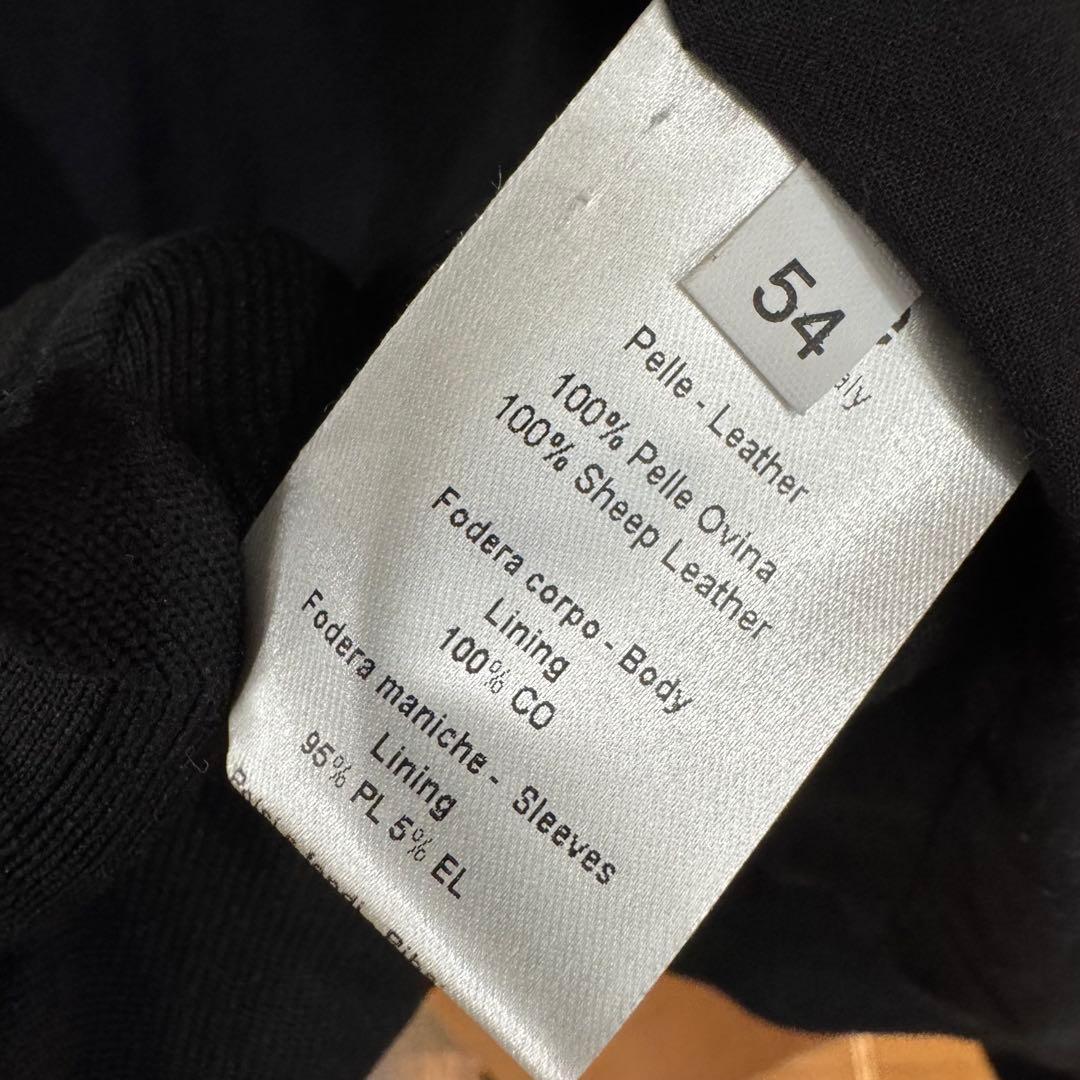 54
aly
Pelle - Leather
100% Pelle Ovina
100% Sheep Leather
Fodera corpo - Body
Lining
100% CO
Fodera maniche - Sleeves
Lining
95% PL 5% EL